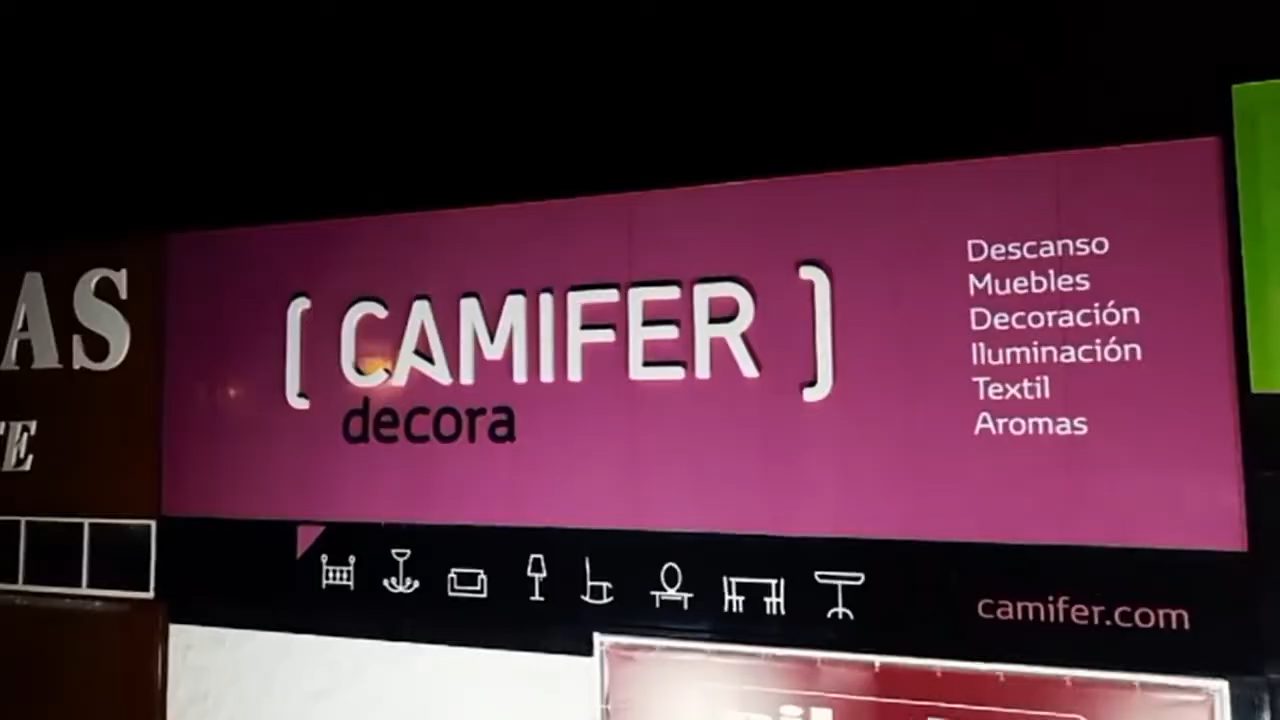 AS
[ CAMIFER ]
decora
Descanso
Muebles
Decoración
Iluminación
Textil
Aromas
camifer.com